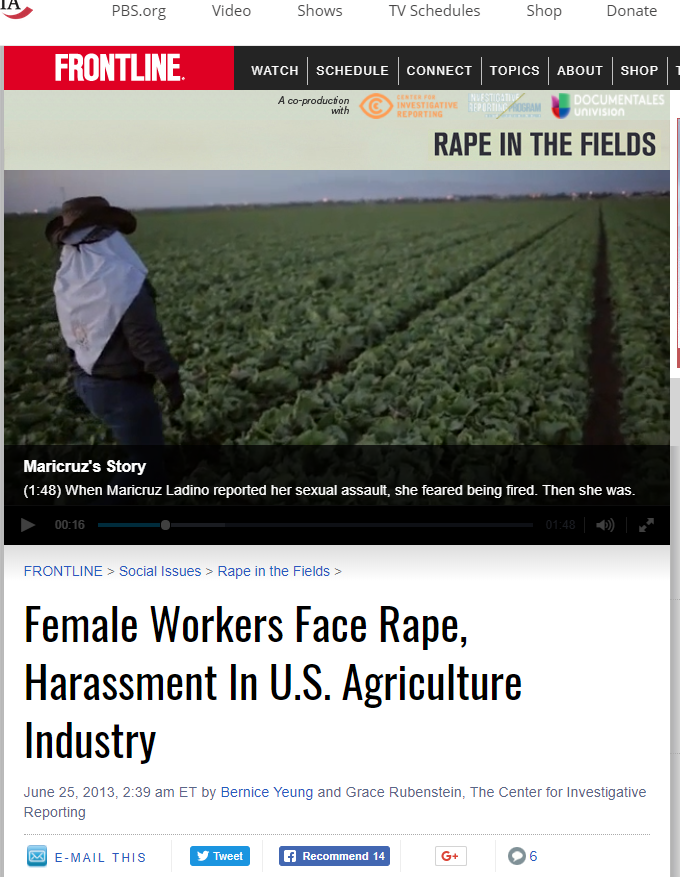 IA
PBS.org Video Shows TV Schedules Shop Donate
FRONTLINE.
WATCH SCHEDULE CONNECT TOPICS ABOUT SHOP
A co-production
with
CENTER FOR
INVESTIGATIVE
REPORTING
INVESTIGATIVE
REPORTING PROGRAM
DOCUMENTALES
univision
RAPE IN THE FIELDS
Maricruz's Story
(1:48) When Maricruz Ladino reported her sexual assault, she feared being fired. Then she was.
00:16 01:48
FRONTLINE > Social Issues > Rape in the Fields >
Female Workers Face Rape,
Harassment In U.S. Agriculture
Industry
June 25, 2013, 2:39 am ET by Bernice Yeung and Grace Rubenstein, The Center for Investigative
Reporting
E-MAIL THIS Tweet Recommend 14 G+ 6